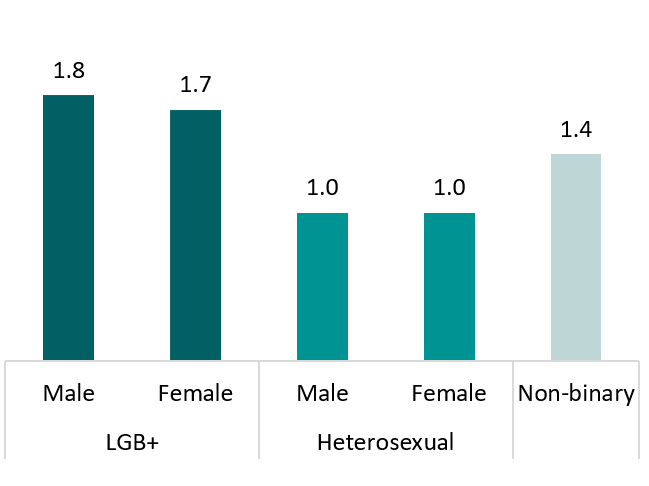 1.8
1.7
1.0
1.0
1.4
Male
Female
Male
Female
Non-binary
LGB+
Heterosexual